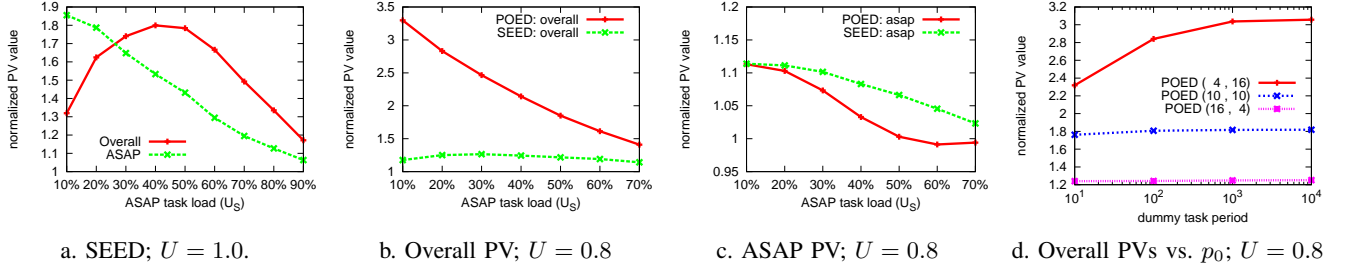 normalized PV value
1.9
1.8
1.7
1.6
1.5
1.4
1.3
1.2
1.1
1
Overall
ASAP
10% 20% 30% 40% 50% 60% 70% 80% 90%
ASAP task load (U_S)
a. SEED; U = 1.0.
normalized PV value
3.5
3
2.5
2
1.5
1
POED: overall
SEED: overall
10% 20% 30% 40% 50% 60% 70%
ASAP task load (U_S)
b. Overall PV; U = 0.8
normalized PV value
1.2
1.15
1.1
1.05
1
0.95
POED: asap
SEED: asap
10% 20% 30% 40% 50% 60% 70%
ASAP task load (U_S)
c. ASAP PV; U = 0.8
normalized PV value
3.2
3
2.8
2.6
2.4
2.2
2
1.8
1.6
1.4
1.2
POED ( 4 , 16)
POED (10 , 10)
POED (16 , 4)
10^1 10^2 10^3 10^4
dummy task period
d. Overall PVs vs. p_0; U = 0.8